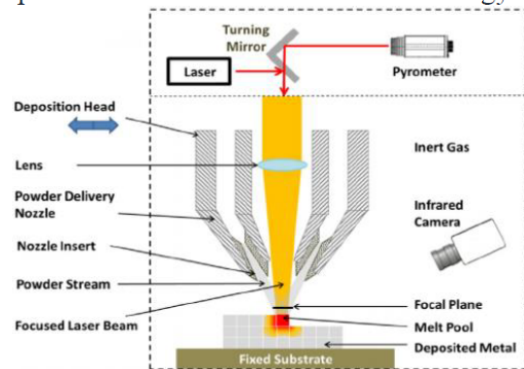 Turning
Mirror
Laser
Pyrometer
Deposition Head
Inert Gas
Lens
Powder Delivery
Nozzle
Infrared
Camera
Nozzle Insert
Powder Stream
Focal Plane
Focused Laser Beam
Melt Pool
Deposited Metal
Fixed Substrate